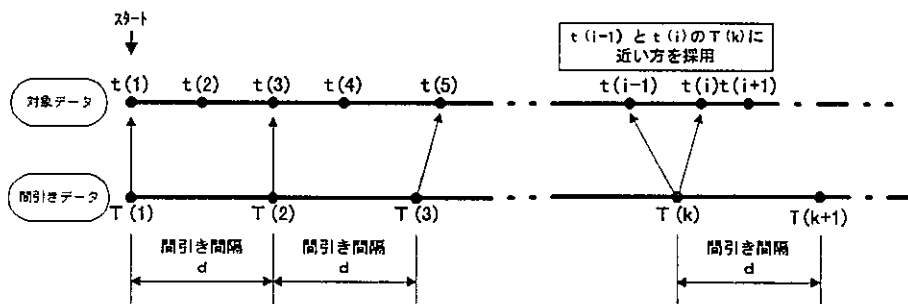 スタート
t(i-1)とt(i)のT(k)に
近い方を採用
t(1) t(2) t(3) t(4) t(5) t(i-1) t(i) t(i+1)
対象データ
間引きデータ
T(1) T(2) T(3) T(k) T(k+1)
間引き間隔 間引き間隔 間引き間隔
d d d